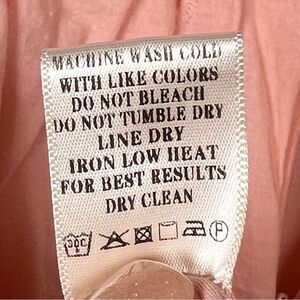 MACHINE WASH COLD
WITH LIKE COLORS
DO NOT BLEACH
DO NOT TUMBLE DRY
LINE DRY
IRON LOW HEAT
FOR BEST RESULTS
DRY CLEAN
P